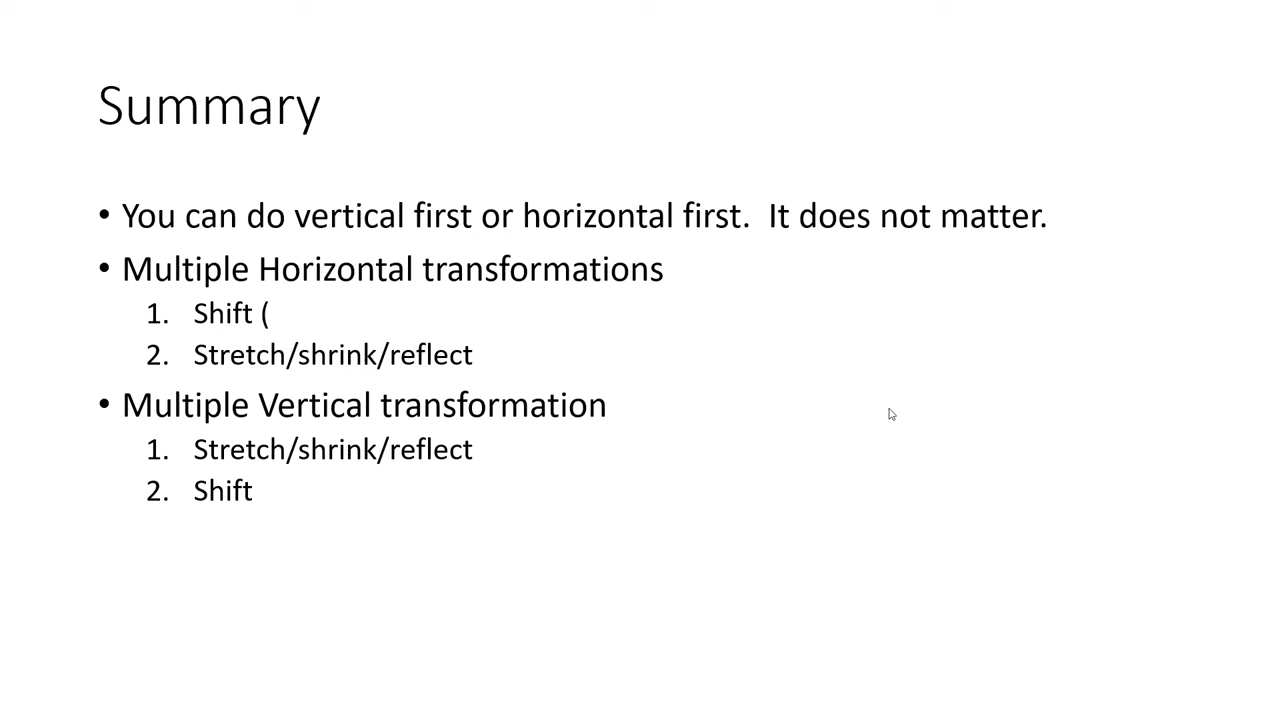 Summary
• You can do vertical first or horizontal first.  It does not matter.
• Multiple Horizontal transformations
1. Shift (
2. Stretch/shrink/reflect
• Multiple Vertical transformation
1. Stretch/shrink/reflect
2. Shift